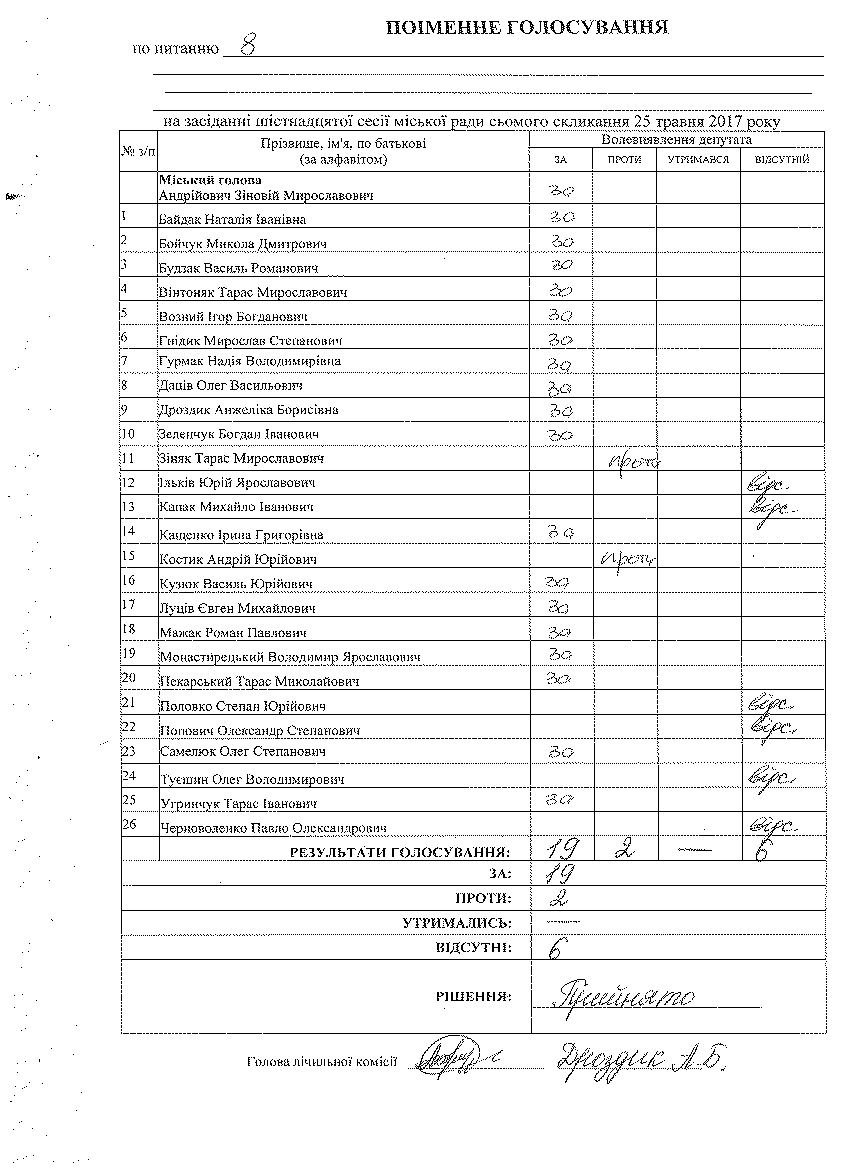 ПОІМЕННЕ ГОЛОСУВАННЯ
по питанню 8
на засіданні шістнадцятої сесії міської ради сьомого скликання 25 травня 2017 року
№ з/п Прізвище, ім'я, по батькові (за алфавітом) Волевиявлення депутата
ЗА ПРОТИ УТРИМАВСЯ ВІДСУТНІЙ
Міський голова
Андрійович Зіновій Мирославович за
1 Байдак Наталія Іванівна за
2 Бойчук Микола Дмитрович за
3 Будзак Василь Романович за
4 Вінтоняк Тарас Мирославович за
5 Возний Ігор Богданович за
6 Гнідик Мирослав Степанович за
7 Гурмак Надія Володимирівна за
8 Даців Олег Васильович за
9 Дроздик Анжеліка Борисівна за
10 Зеленчук Богдан Іванович за
11 Зіняк Тарас Мирославович проти
12 Ільків Юрій Ярославович відс.
13 Капак Михайло Іванович відс.
14 Кащенко Ірина Григорівна за
15 Костик Андрій Юрійович проти
16 Кузюк Василь Юрійович за
17 Луців Євген Михайлович за
18 Мажак Роман Павлович за
19 Монастирецький Володимир Ярославович за
20 Пекарський Тарас Миколайович за
21 Половко Степан Юрійович відс.
22 Попович Олександр Степанович відс.
23 Самелюк Олег Степанович за
24 Туєшин Олег Володимирович відс.
25 Угринчук Тарас Іванович за
26 Черноволенко Павло Олександрович відс.
РЕЗУЛЬТАТИ ГОЛОСУВАННЯ: 19 2 — 6
ЗА: 19
ПРОТИ: 2
УТРИМАЛИСЬ: —
ВІДСУТНІ: 6
РІШЕННЯ: Прийнято
Голова лічильної комісії Дроздик А.Б.